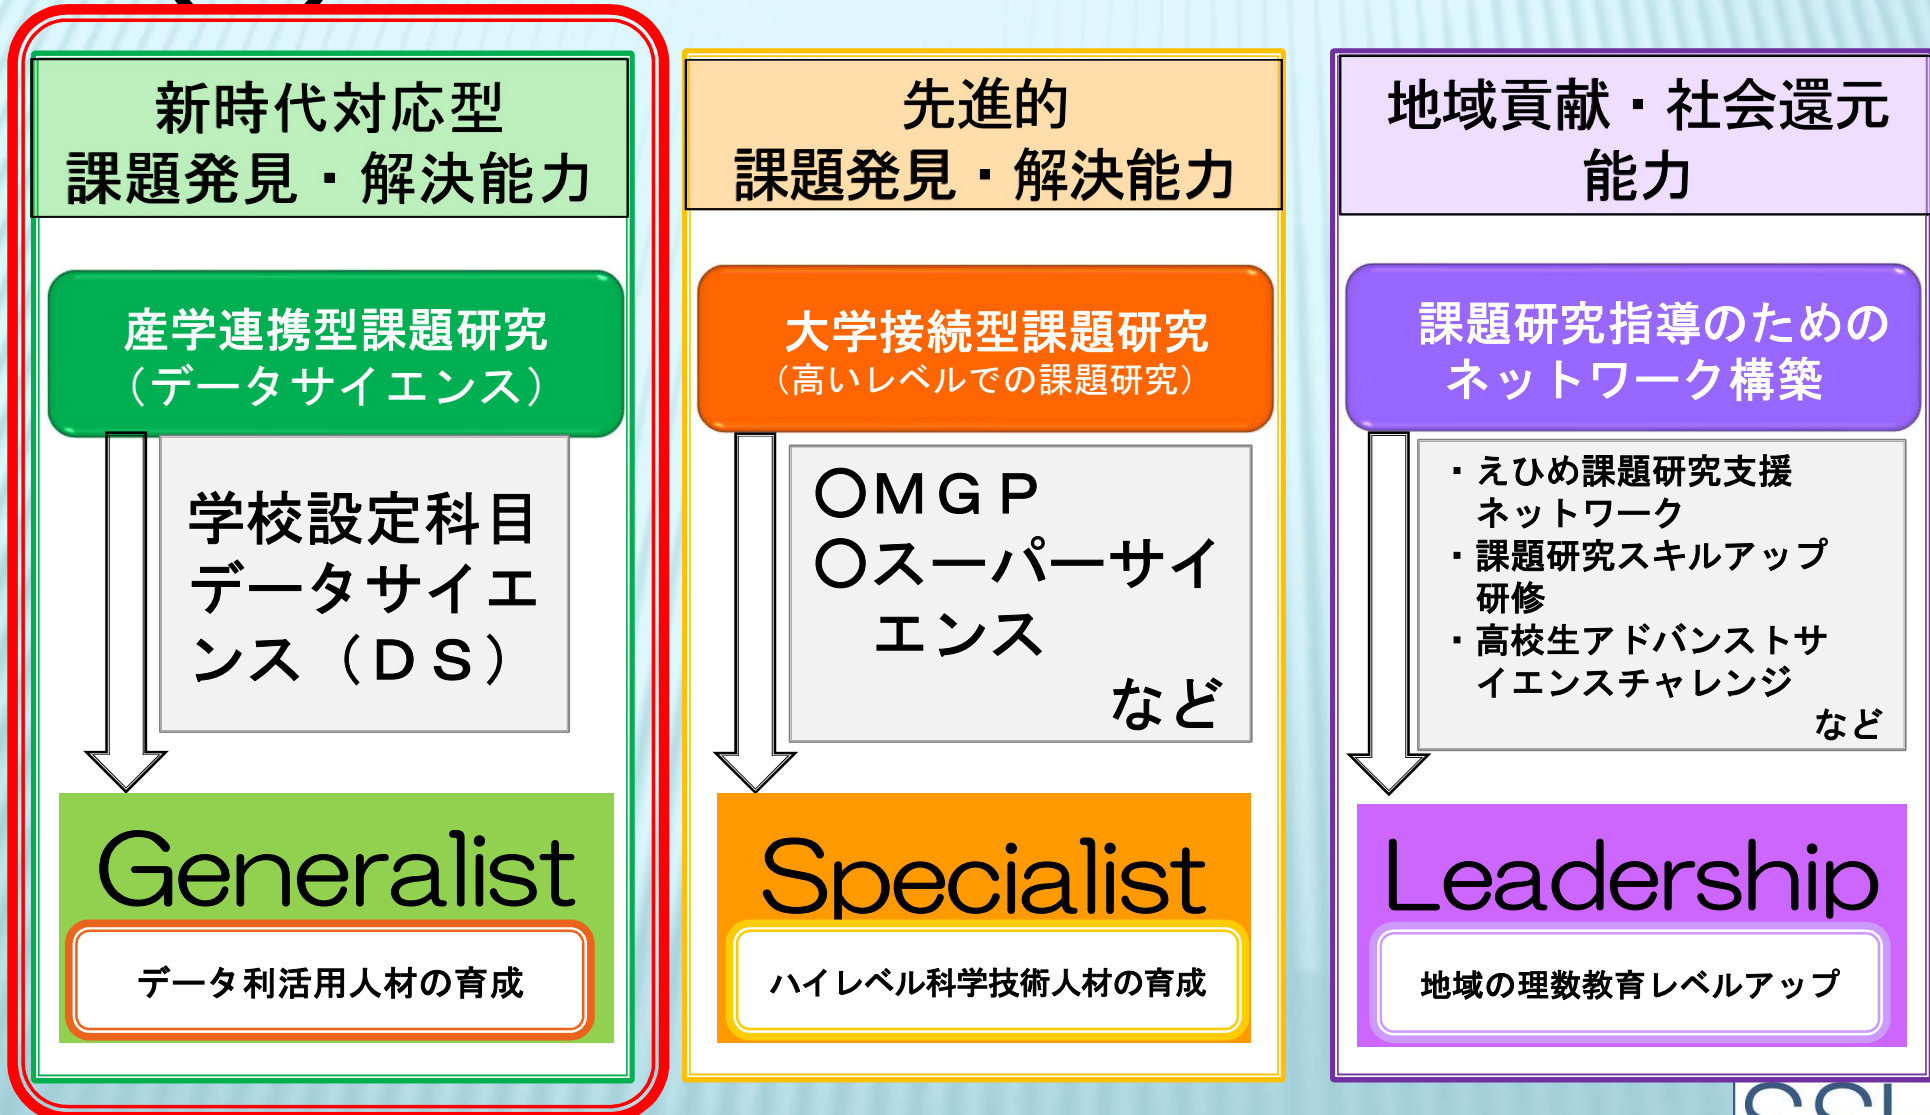 新時代対応型
課題発見・解決能力
産学連携型課題研究
（データサイエンス）
学校設定科目
データサイエ
ンス（ＤＳ）
Generalist
データ利活用人材の育成
先進的
課題発見・解決能力
大学接続型課題研究
（高いレベルでの課題研究）
〇ＭＧＰ
〇スーパーサイ
エンス
など
Specialist
ハイレベル科学技術人材の育成
地域貢献・社会還元
能力
課題研究指導のための
ネットワーク構築
・えひめ課題研究支援
ネットワーク
・課題研究スキルアップ
研修
・高校生アドバンストサ
イエンスチャレンジ
など
Leadership
地域の理数教育レベルアップ